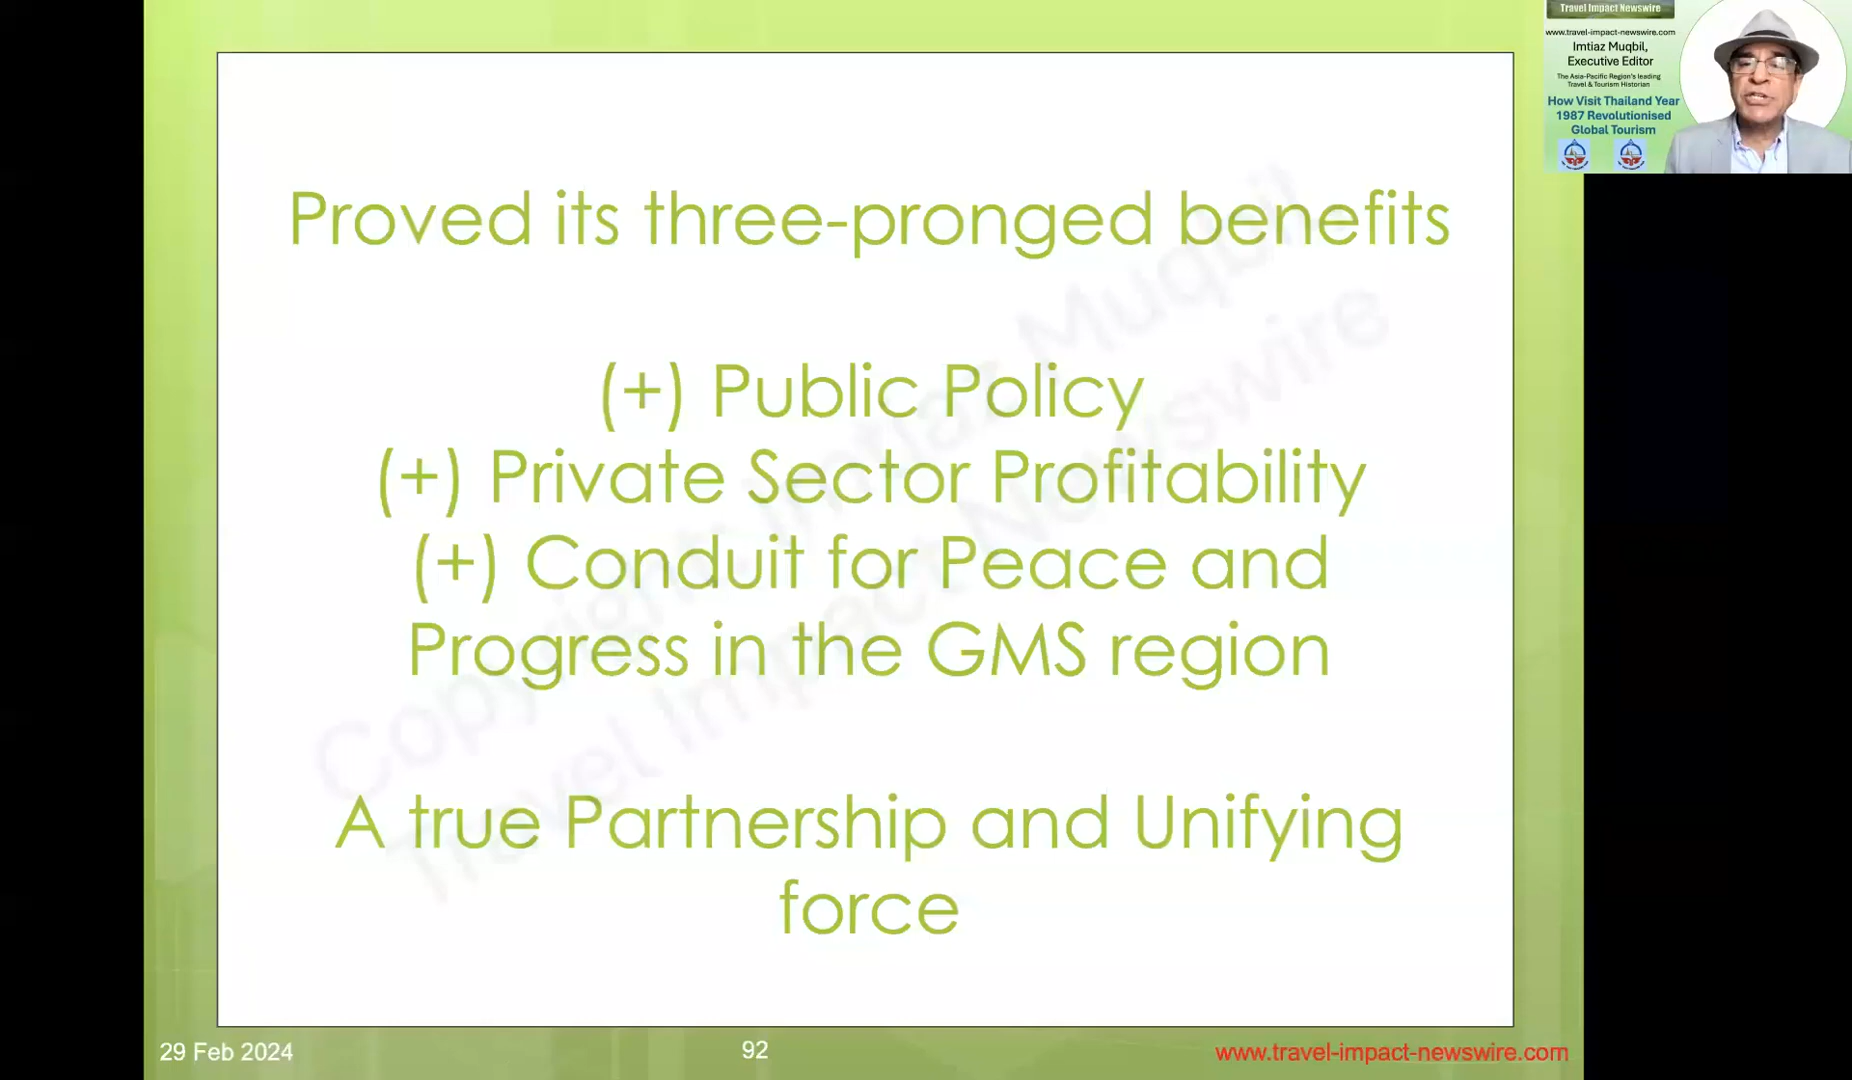 Travel Impact Newswire
www.travel-impact-newswire.com
Imtiaz Muqbil,
Executive Editor
The Asia-Pacific Region's leading
Travel & Tourism Historian
How Visit Thailand Year
1987 Revolutionised
Global Tourism
Proved its three-pronged benefits
(+) Public Policy
(+) Private Sector Profitability
(+) Conduit for Peace and
Progress in the GMS region
A true Partnership and Unifying
force
Copyright Imtiaz Muqbil,
Travel Impact Newswire
29 Feb 2024
92
www.travel-impact-newswire.com